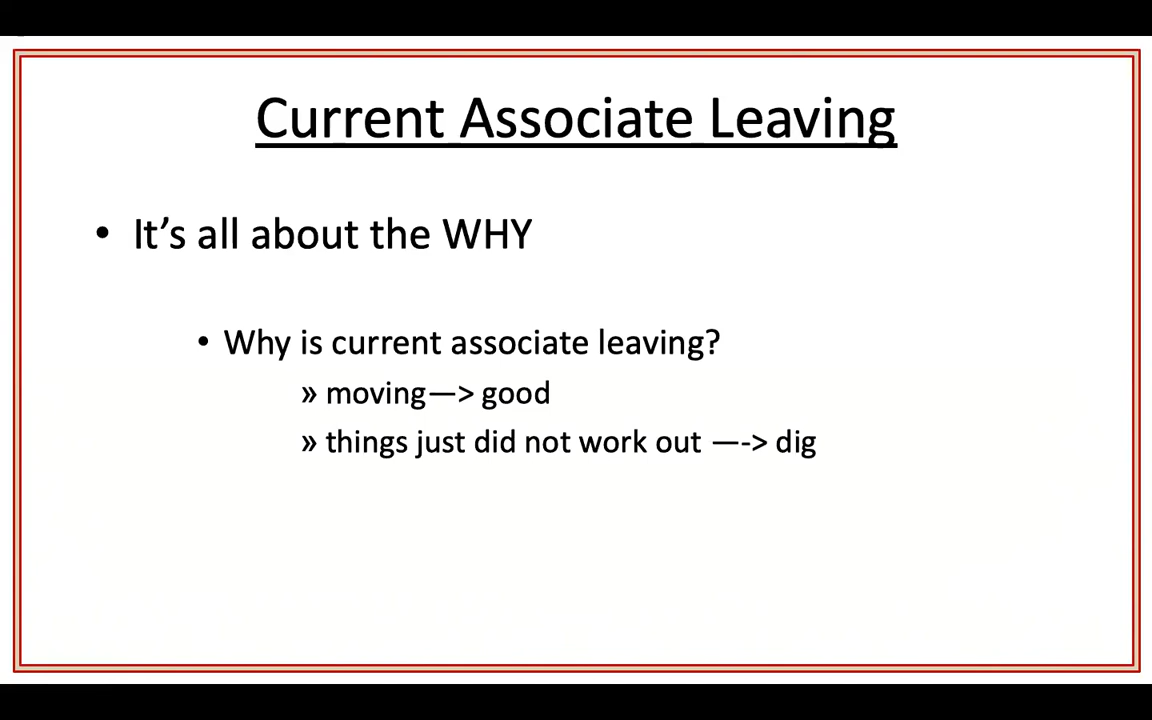 Current Associate Leaving
• It's all about the WHY
• Why is current associate leaving?
» moving—> good
» things just did not work out —-> dig